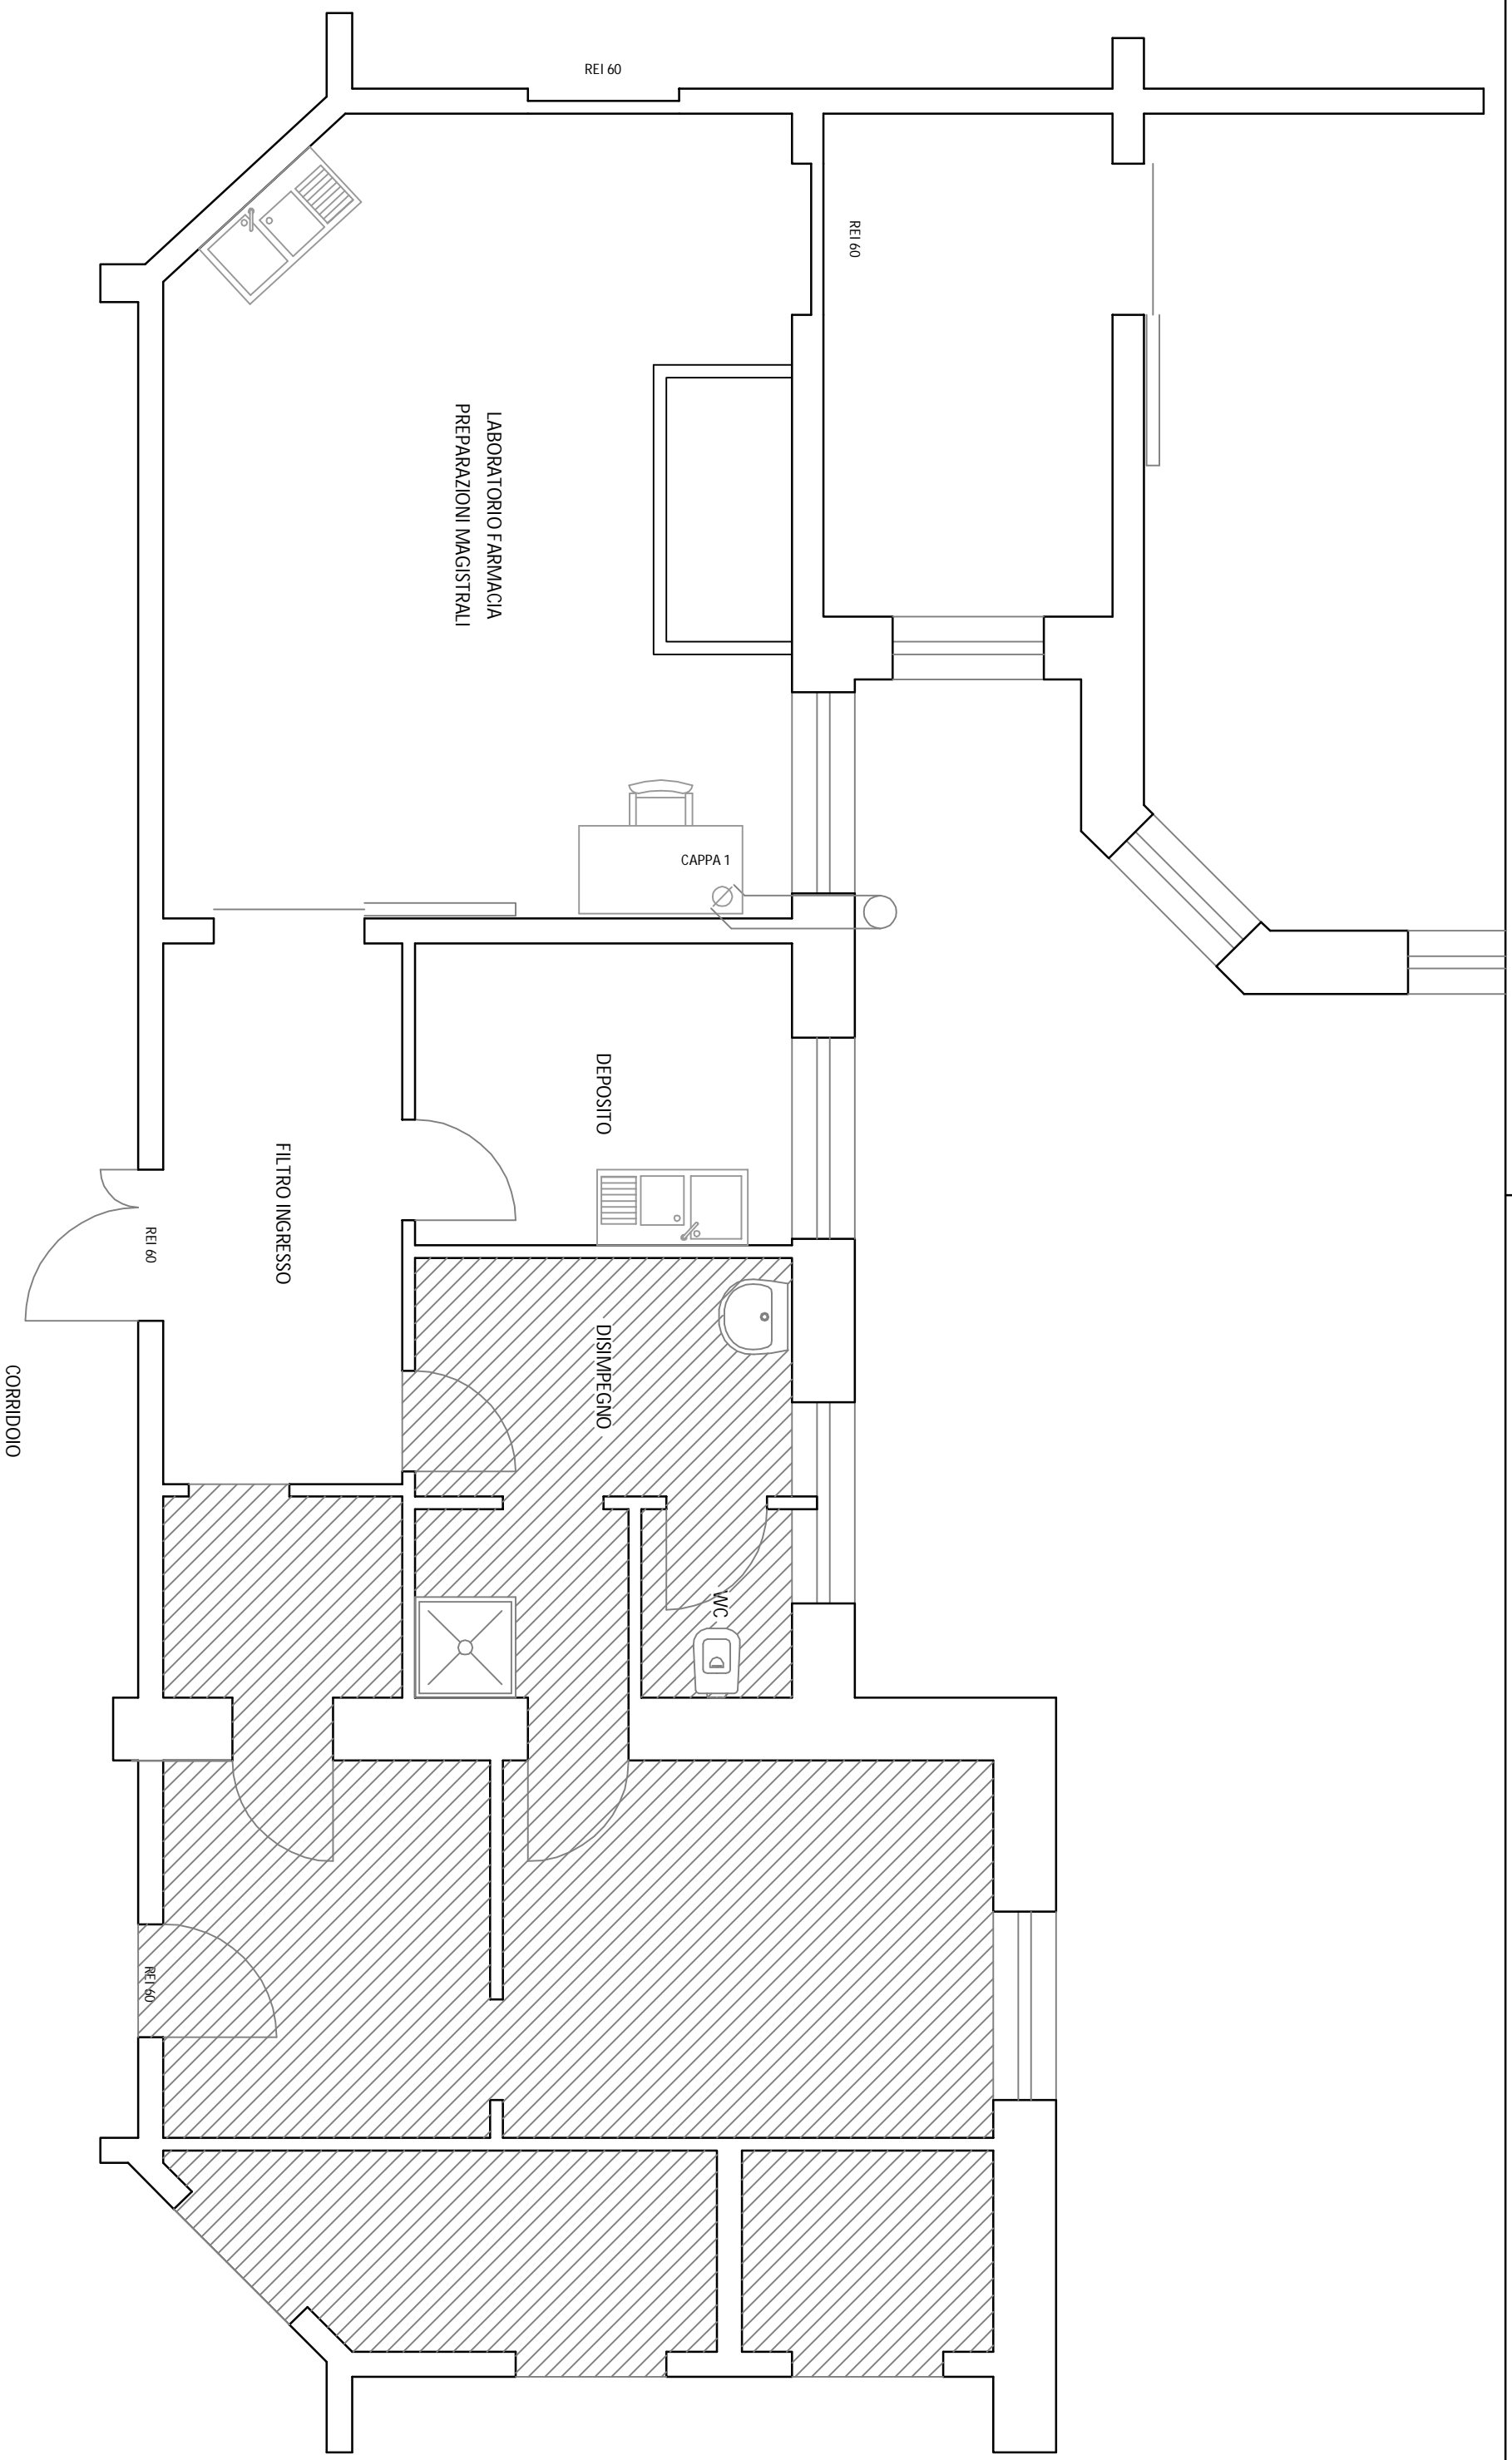 REI 60
REI 60
LABORATORIO FARMACIA
PREPARAZIONI MAGISTRALI
CAPPA 1
DEPOSITO
FILTRO INGRESSO
REI 60
DISIMPEGNO
CORRIDOIO
WC
REI 60